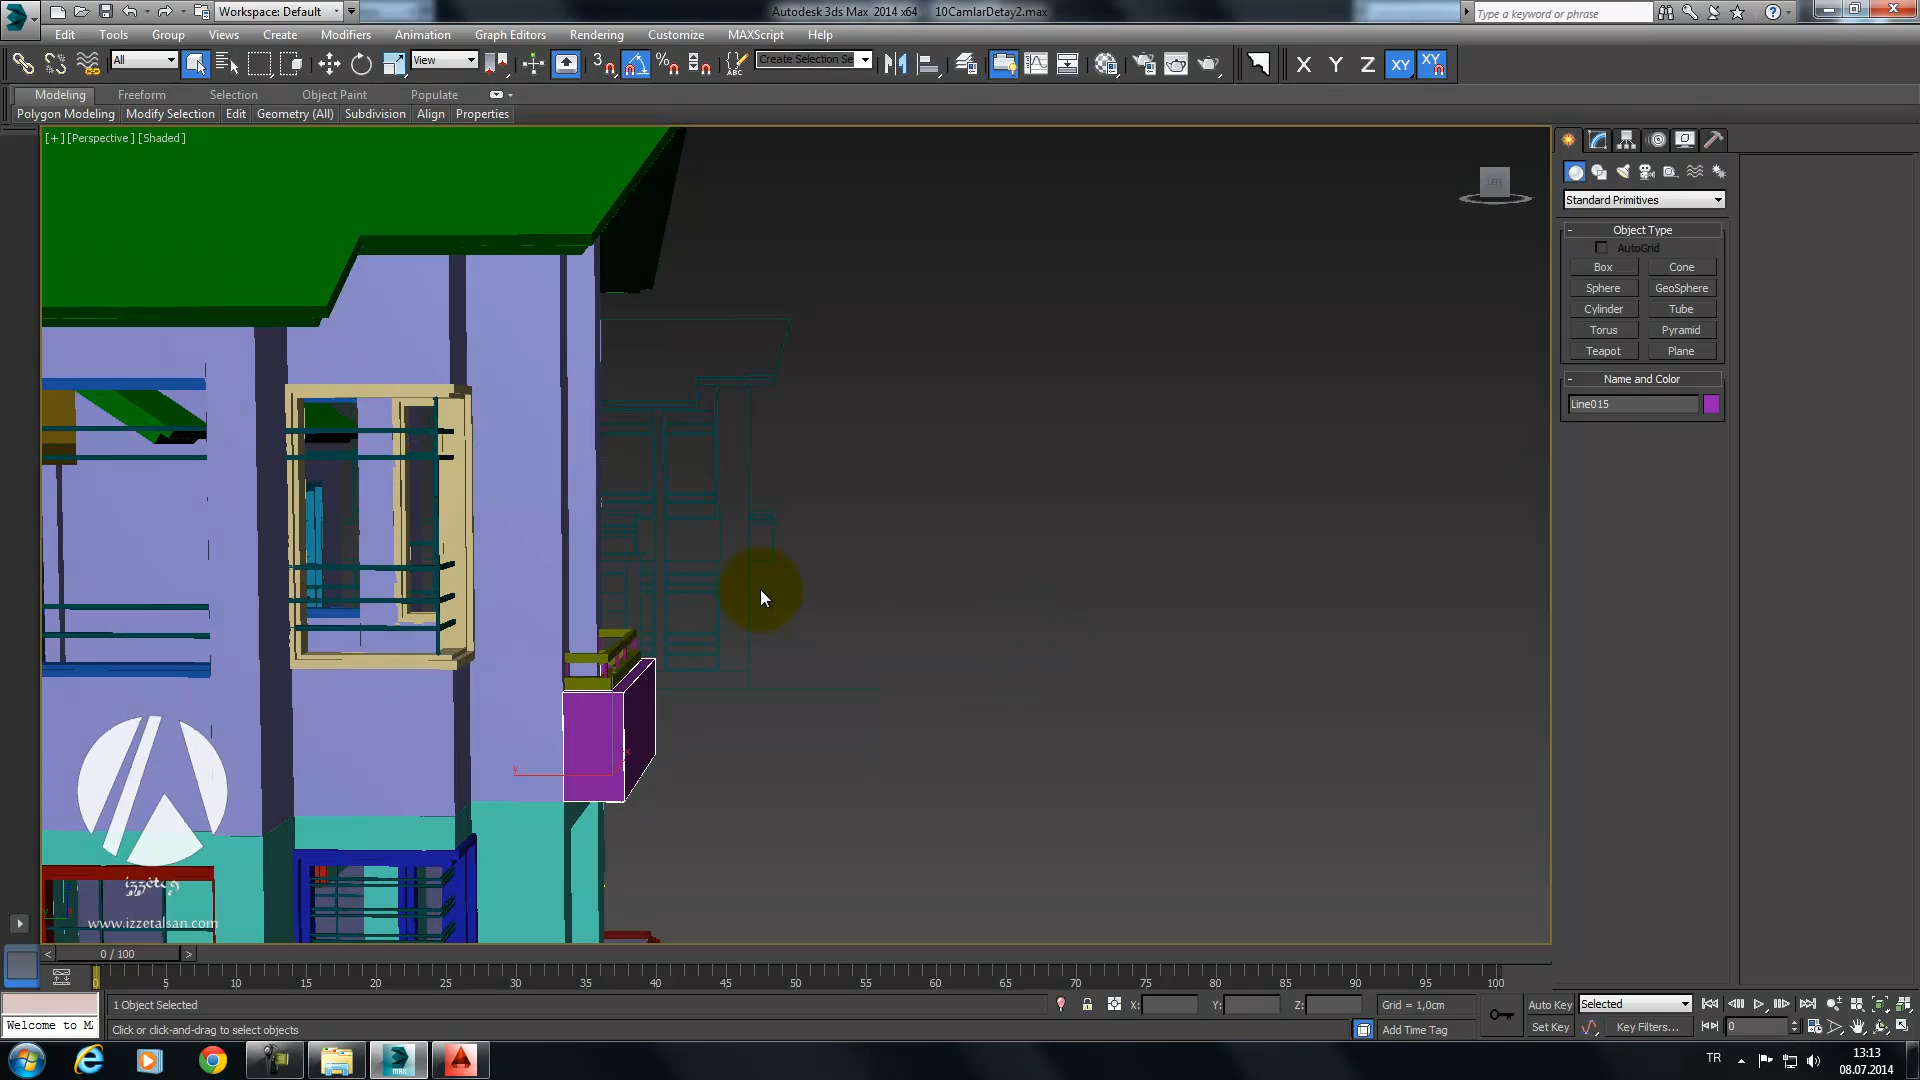 Workspace: Default
Autodesk 3ds Max 2014 x64 10CamlarDetay2.max
Type a keyword or phrase
Edit Tools Group Views Create Modifiers Animation Graph Editors Rendering Customize MAXScript Help
All
View
3
%
ABC
Create Selection Se
X Y Z XY XY
Modeling Freeform Selection Object Paint Populate
Polygon Modeling Modify Selection Edit Geometry (All) Subdivision Align Properties
[+][Perspective][Shaded]
LEFT
Standard Primitives
- Object Type
AutoGrid
Box Cone
Sphere GeoSphere
Cylinder Tube
Torus Pyramid
Teapot Plane
- Name and Color
Line015
y
x
www.izzetalsan.com
< 0 / 100 >
0 5 10 15 20 25 30 35 40 45 50 55 60 65 70 75 80 85 90 95 100
1 Object Selected
X: Y: Z: Grid = 1,0cm
Auto Key Selected
Welcome to M
Click or click-and-drag to select objects
Add Time Tag
Set Key Key Filters... 0
TR
13:13
08.07.2014